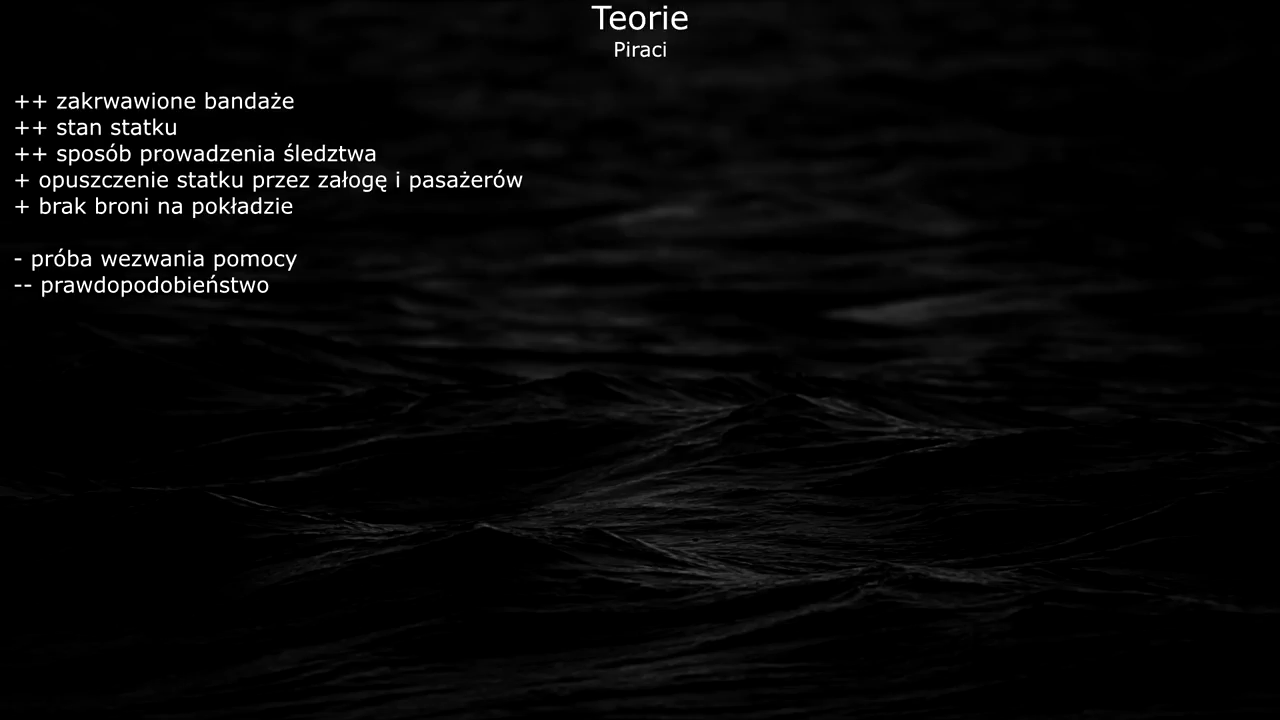 Teorie
Piraci
++ zakrwawione bandaże
++ stan statku
++ sposób prowadzenia śledztwa
+ opuszczenie statku przez załogę i pasażerów
+ brak broni na pokładzie
- próba wezwania pomocy
-- prawdopodobieństwo